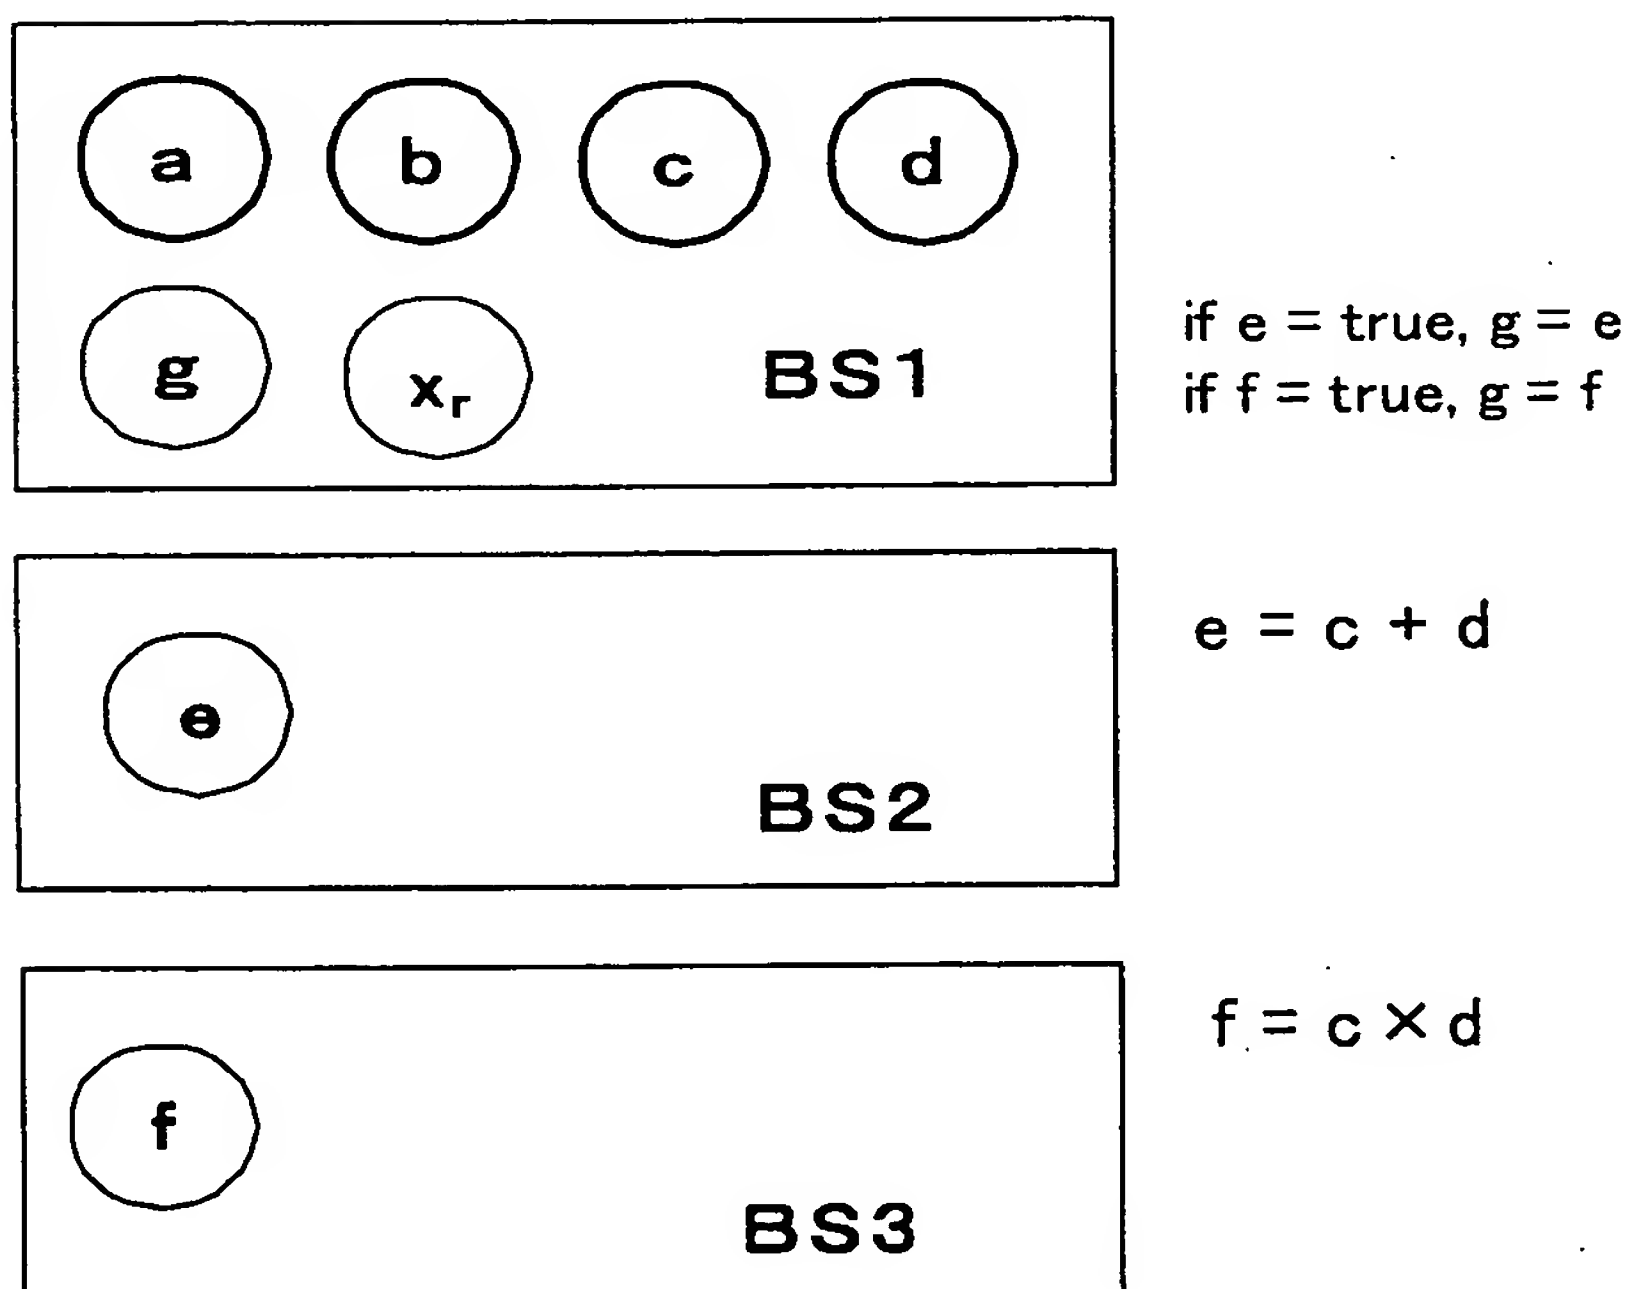 a b c d
g x_r BS1
if e = true, g = e
if f = true, g = f
e BS2
e = c + d
f BS3
f = c × d